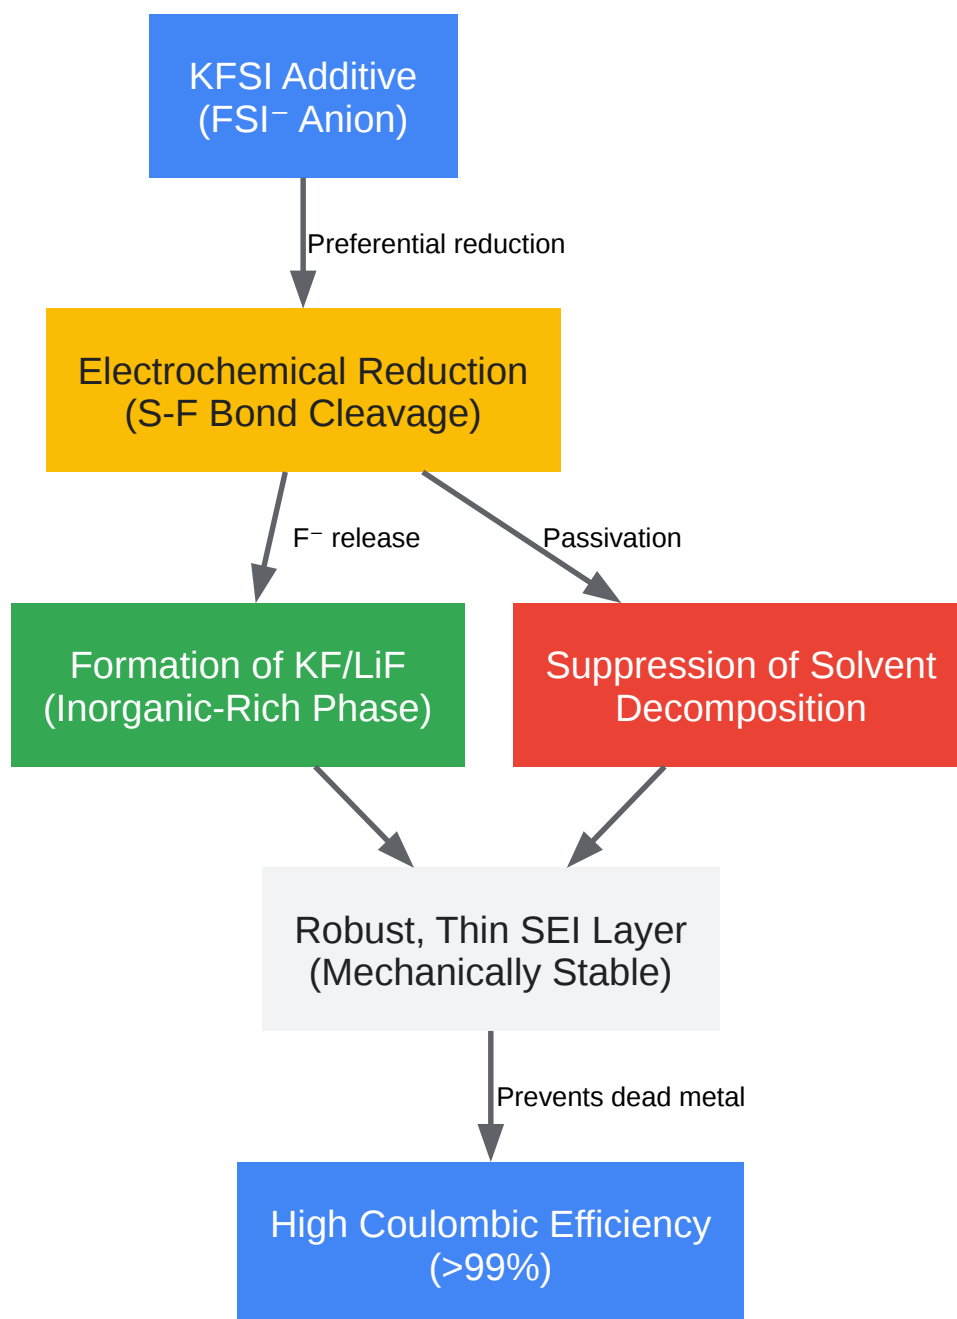 KFSI Additive
(FSI⁻ Anion)
Preferential reduction
Electrochemical Reduction
(S-F Bond Cleavage)
F⁻ release
Passivation
Formation of KF/LiF
(Inorganic-Rich Phase)
Suppression of Solvent
Decomposition
Robust, Thin SEI Layer
(Mechanically Stable)
Prevents dead metal
High Coulombic Efficiency
(>99%)